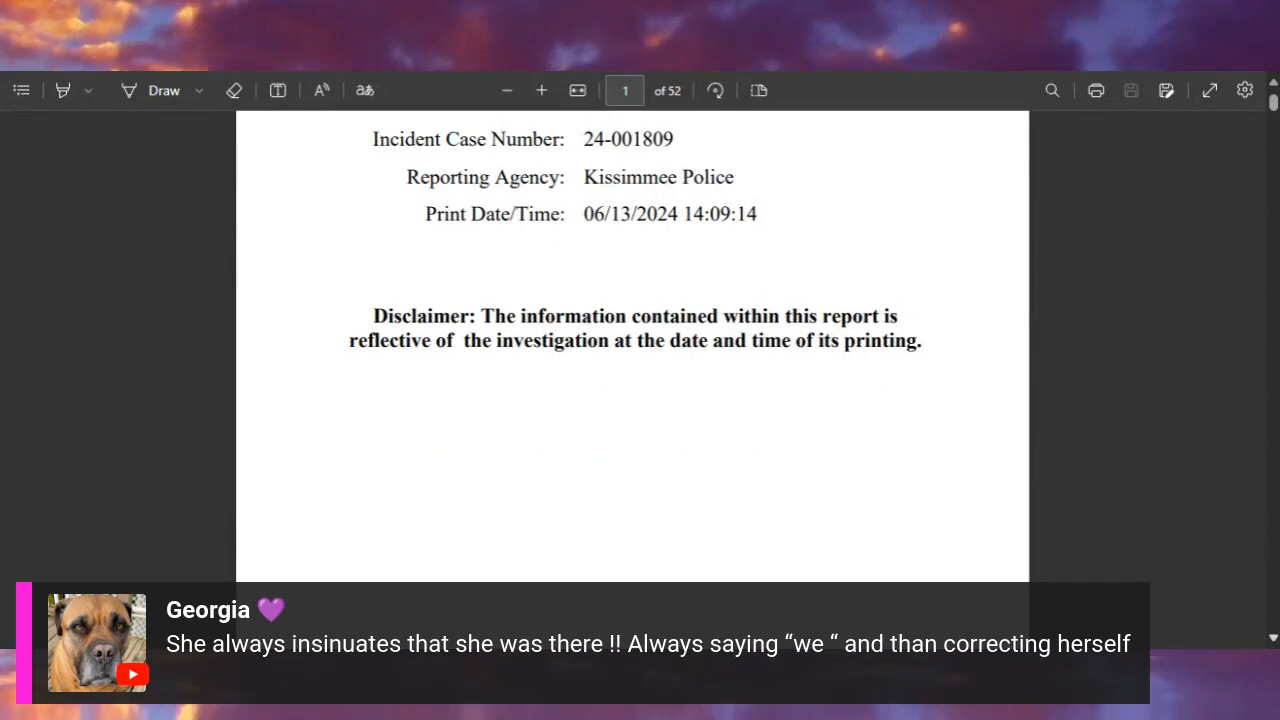 Draw
1 of 52
Incident Case Number: 24-001809
Reporting Agency: Kissimmee Police
Print Date/Time: 06/13/2024 14:09:14
Disclaimer: The information contained within this report is
reflective of the investigation at the date and time of its printing.
Georgia 💜
She always insinuates that she was there !! Always saying “we “ and than correcting herself